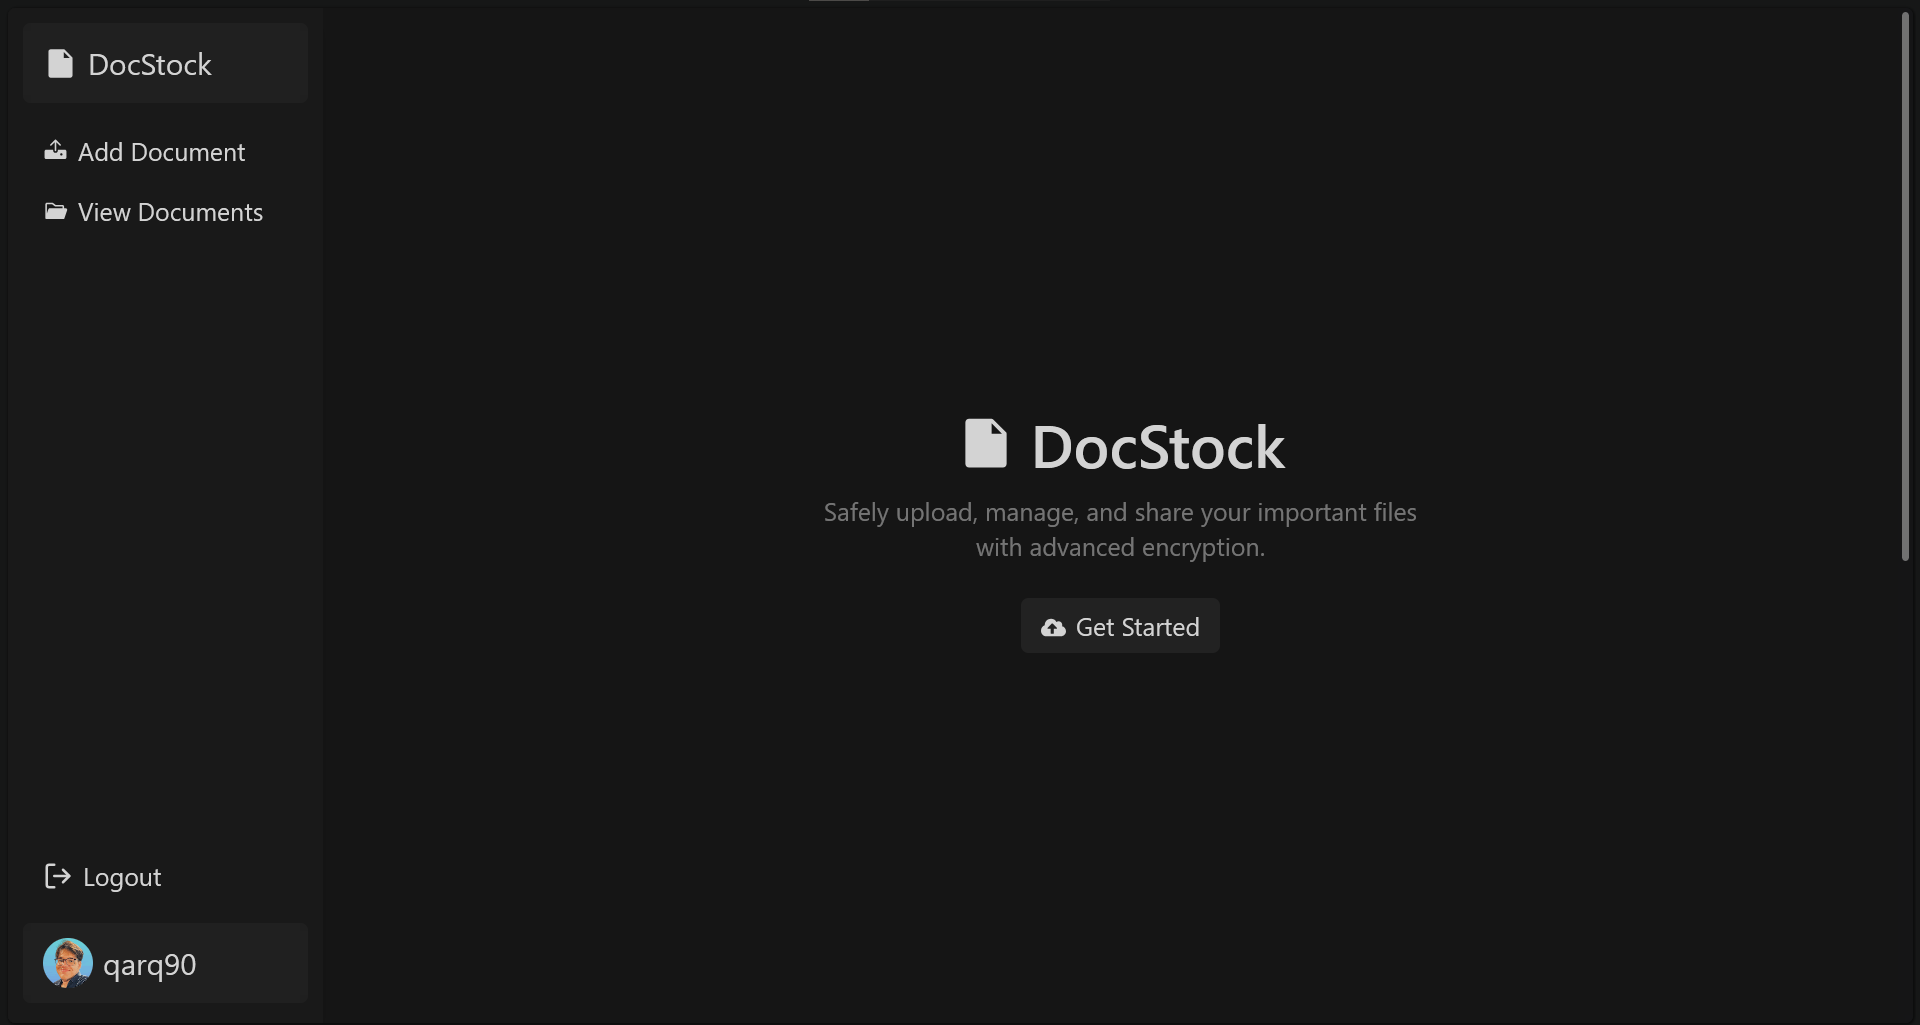 DocStock
Add Document
View Documents
DocStock
Safely upload, manage, and share your important files
with advanced encryption.
Get Started
Logout
qarq90